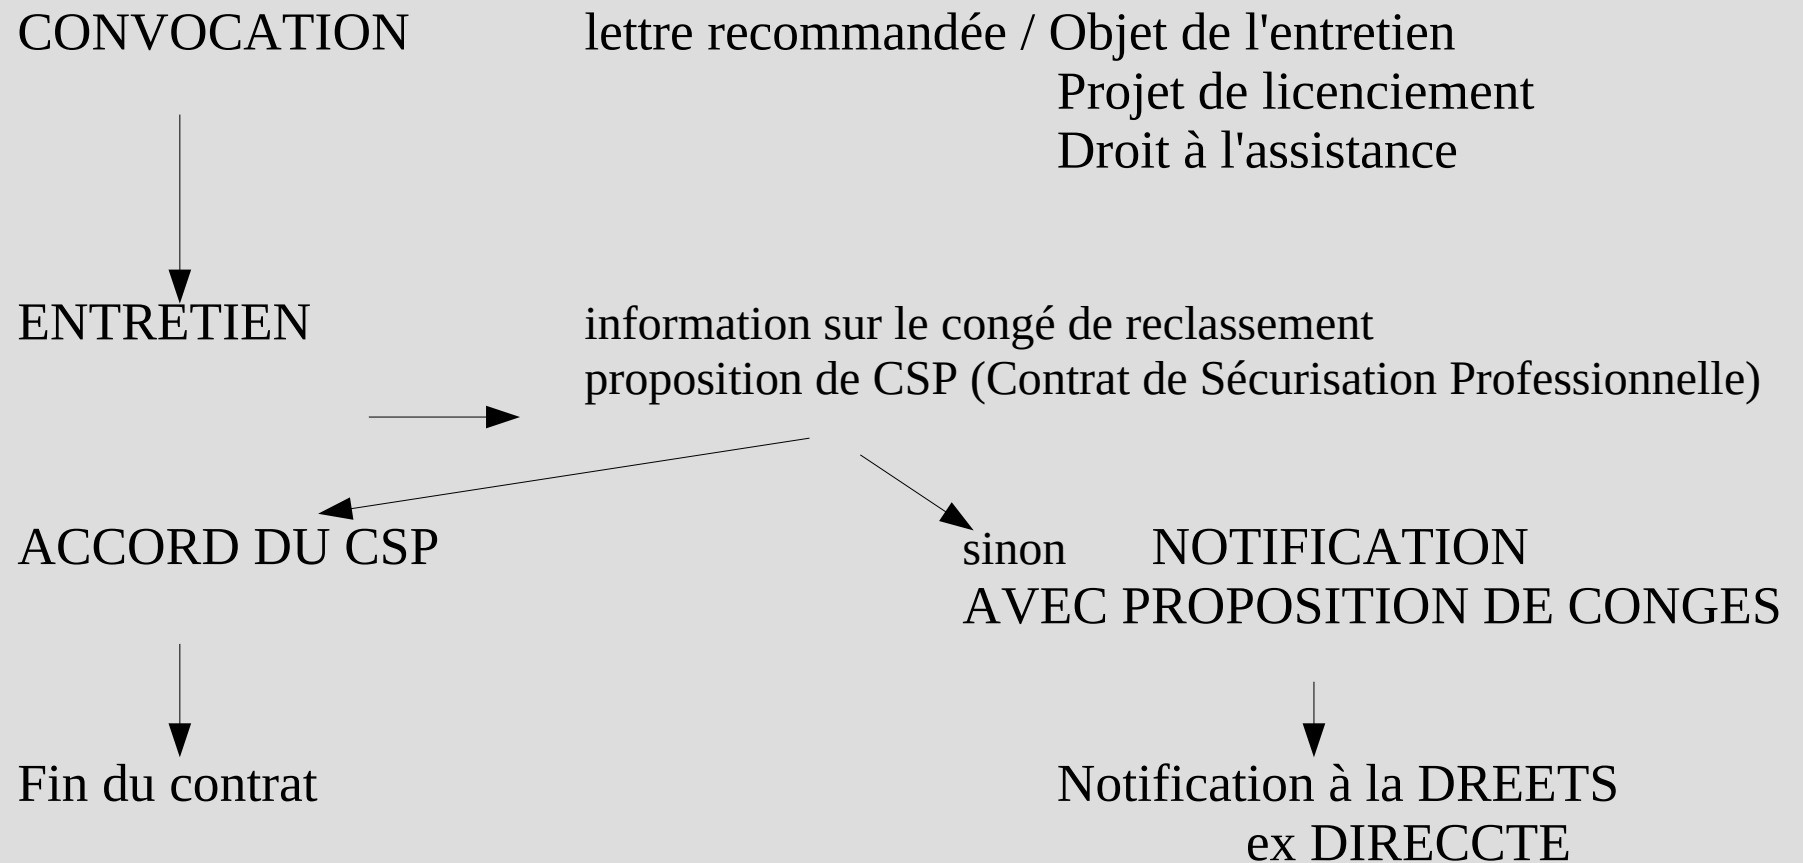 CONVOCATION lettre recommandée / Objet de l'entretien
Projet de licenciement
Droit à l'assistance
ENTRETIEN information sur le congé de reclassement
proposition de CSP (Contrat de Sécurisation Professionnelle)
ACCORD DU CSP sinon NOTIFICATION
AVEC PROPOSITION DE CONGES
Fin du contrat Notification à la DREETS
ex DIRECCTE